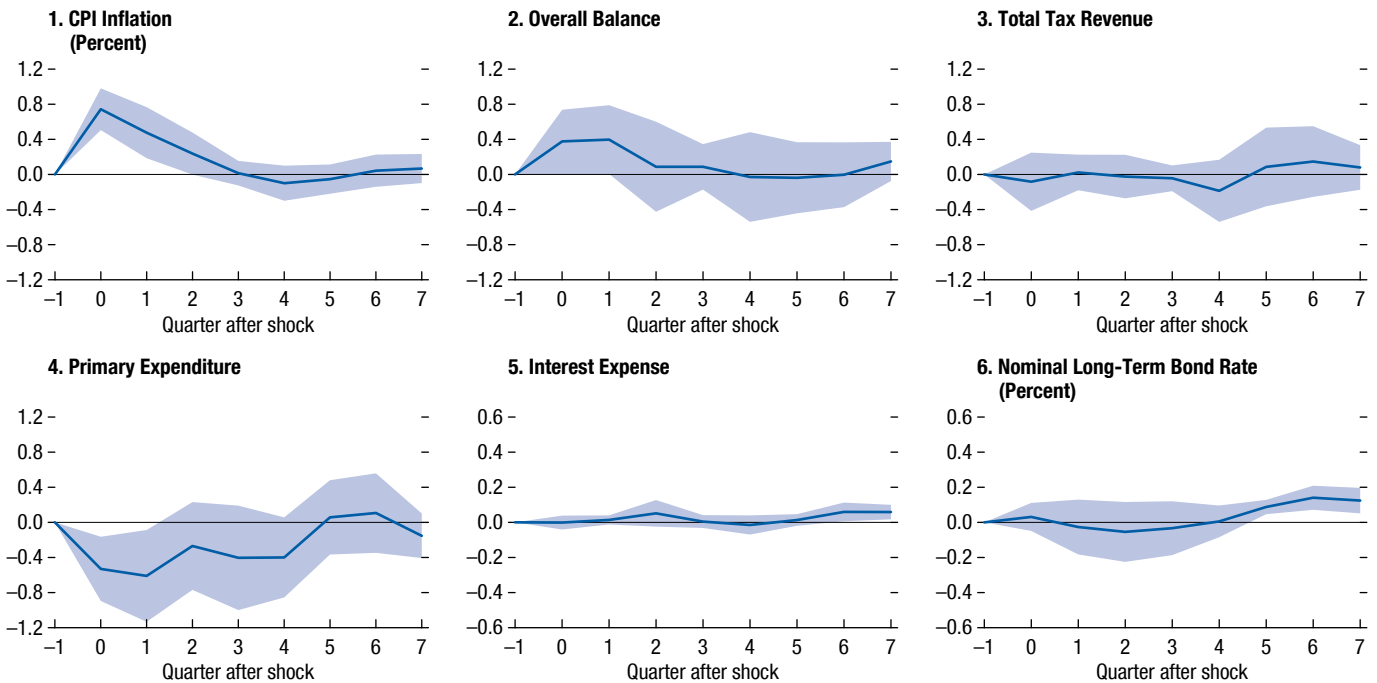 1. CPI Inflation
(Percent)
1.2
0.8
0.4
0.0
–0.4
–0.8
–1.2
–1 0 1 2 3 4 5 6 7
Quarter after shock
2. Overall Balance
1.2
0.8
0.4
0.0
–0.4
–0.8
–1.2
–1 0 1 2 3 4 5 6 7
Quarter after shock
3. Total Tax Revenue
1.2
0.8
0.4
0.0
–0.4
–0.8
–1.2
–1 0 1 2 3 4 5 6 7
Quarter after shock
4. Primary Expenditure
1.2
0.8
0.4
0.0
–0.4
–0.8
–1.2
–1 0 1 2 3 4 5 6 7
Quarter after shock
5. Interest Expense
0.6
0.4
0.2
0.0
–0.2
–0.4
–0.6
–1 0 1 2 3 4 5 6 7
Quarter after shock
6. Nominal Long-Term Bond Rate
(Percent)
0.6
0.4
0.2
0.0
–0.2
–0.4
–0.6
–1 0 1 2 3 4 5 6 7
Quarter after shock